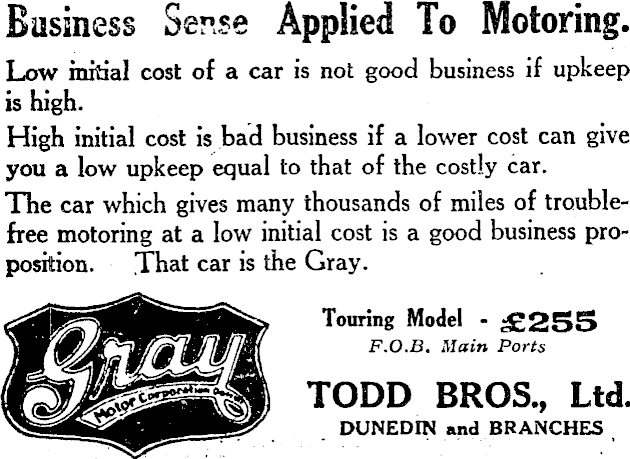 Business Sense Applied To Motoring.
Low initial cost of a car is not good business if upkeep
is high.
High initial cost is bad business if a lower cost can give
you a low upkeep equal to that of the costly car.
The car which gives many thousands of miles of trouble-
free motoring at a low initial cost is a good business pro-
position. That car is the Gray.
Gray
Motor Corporation
Touring Model - £255
F.O.B. Main Ports
TODD BROS., Ltd.
DUNEDIN and BRANCHES